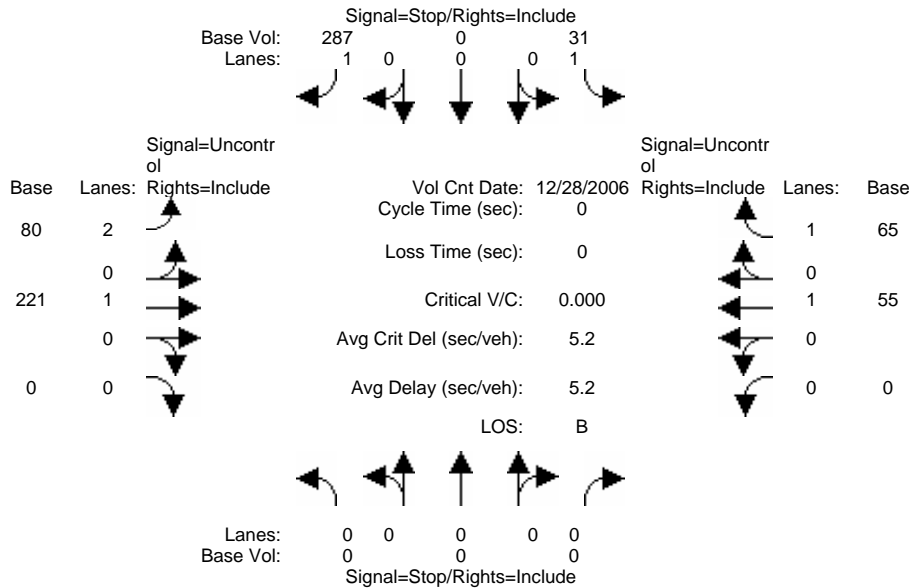 Signal=Stop/Rights=Include
Base Vol: 287 0 31
Lanes: 1 0 0 0 1
Signal=Uncontr
ol
Rights=Include
Signal=Uncontr
ol
Rights=Include
Base Lanes: Vol Cnt Date: 12/28/2006 Lanes: Base
Cycle Time (sec): 0
80 2 1 65
Loss Time (sec): 0
0 0
221 1 Critical V/C: 0.000 1 55
0 Avg Crit Del (sec/veh): 5.2 0
0 0 Avg Delay (sec/veh): 5.2 0 0
LOS: B
Lanes: 0 0 0 0 0
Base Vol: 0 0 0
Signal=Stop/Rights=Include